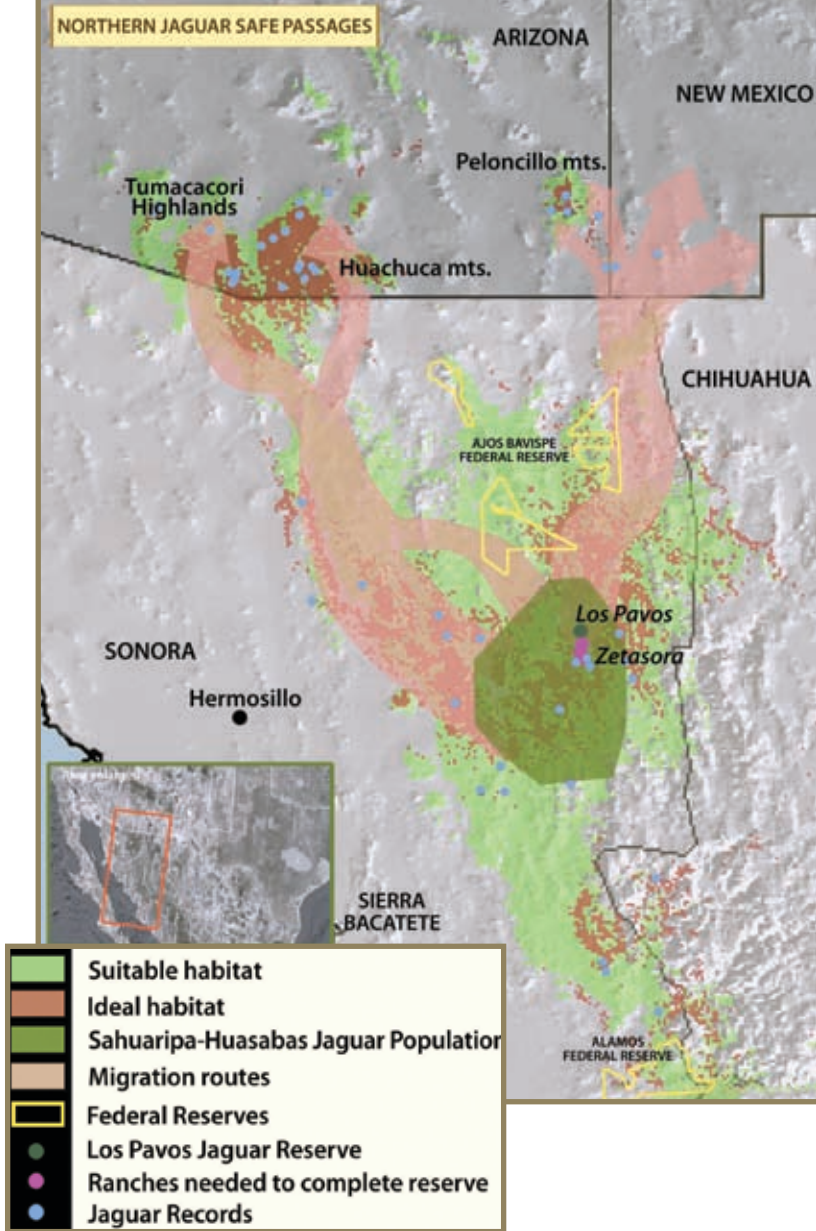 NORTHERN JAGUAR SAFE PASSAGES
ARIZONA
NEW MEXICO
Peloncillo mts.
Tumacacori
Highlands
Huachuca mts.
CHIHUAHUA
AJOS BAVISPE
FEDERAL RESERVE
Los Pavos
SONORA
Zetasora
Hermosillo
SIERRA
BACATETE
ALAMOS
FEDERAL RESERVE
Suitable habitat
Ideal habitat
Sahuaripa-Huasabas Jaguar Population
Migration routes
Federal Reserves
Los Pavos Jaguar Reserve
Ranches needed to complete reserve
Jaguar Records